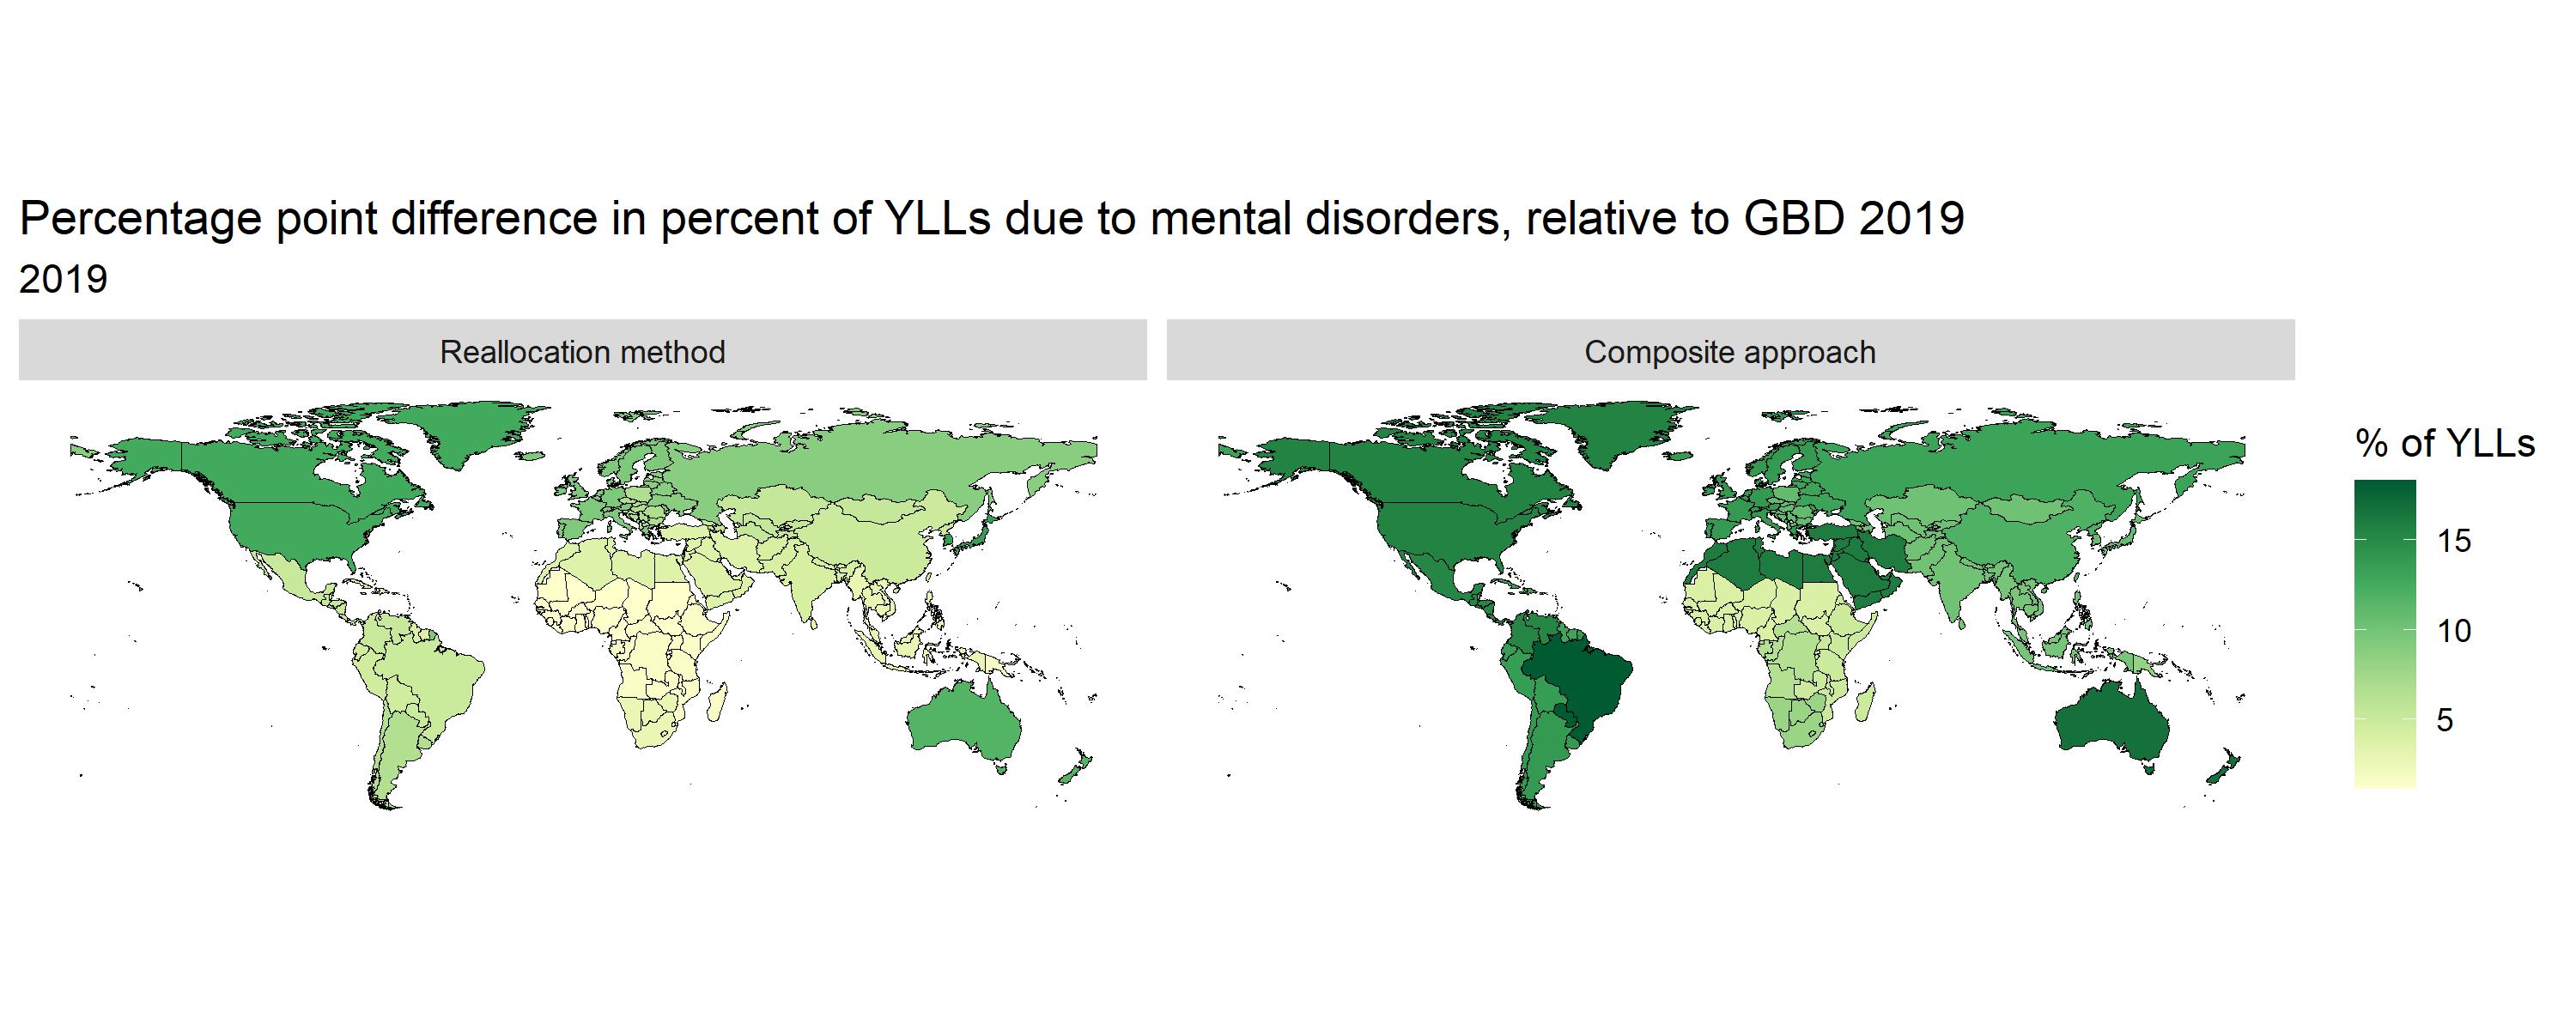 Percentage point difference in percent of YLLs due to mental disorders, relative to GBD 2019
2019
Reallocation method
Composite approach
% of YLLs
15
10
5